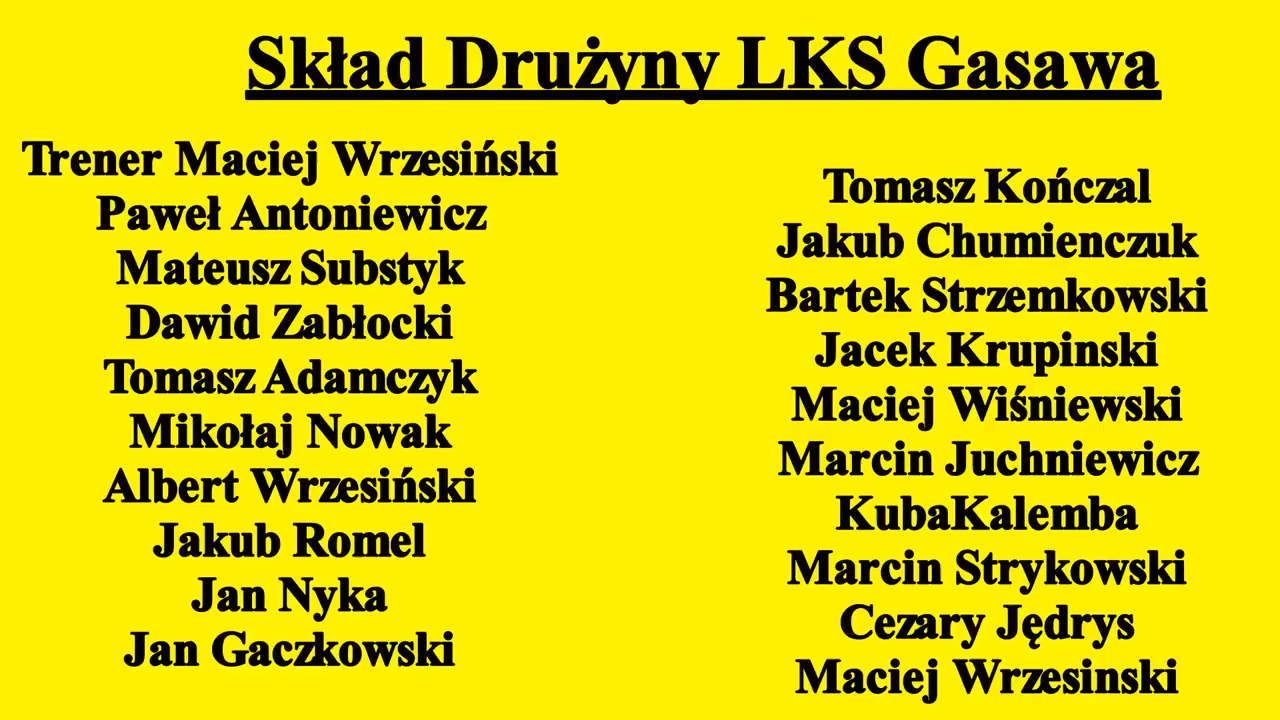 Skład Drużyny LKS Gasawa
Trener Maciej Wrzesiński
Paweł Antoniewicz
Mateusz Substyk
Dawid Zabłocki
Tomasz Adamczyk
Mikołaj Nowak
Albert Wrzesiński
Jakub Romel
Jan Nyka
Jan Gaczkowski
Tomasz Kończal
Jakub Chumienczuk
Bartek Strzemkowski
Jacek Krupinski
Maciej Wiśniewski
Marcin Juchniewicz
KubaKalemba
Marcin Strykowski
Cezary Jędrys
Maciej Wrzesinski